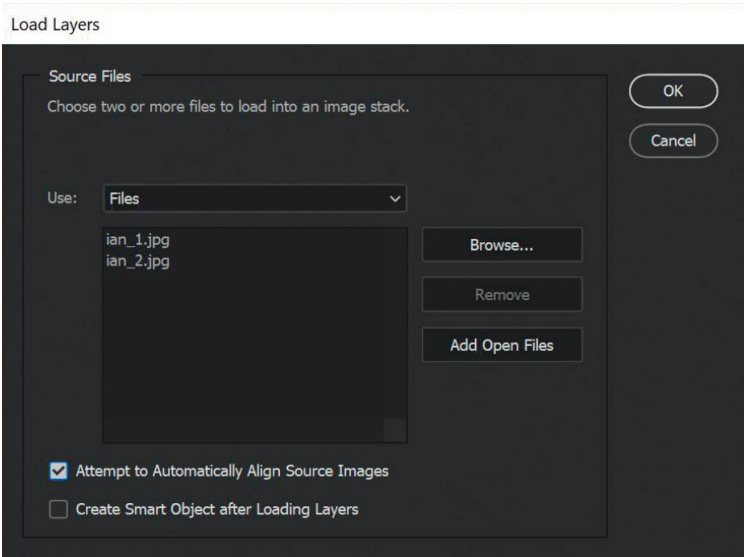 Load Layers
Source Files
Choose two or more files to load into an image stack.
OK
Cancel
Use:
Files
ian_1.jpg
ian_2.jpg
Browse...
Remove
Add Open Files
Attempt to Automatically Align Source Images
Create Smart Object after Loading Layers